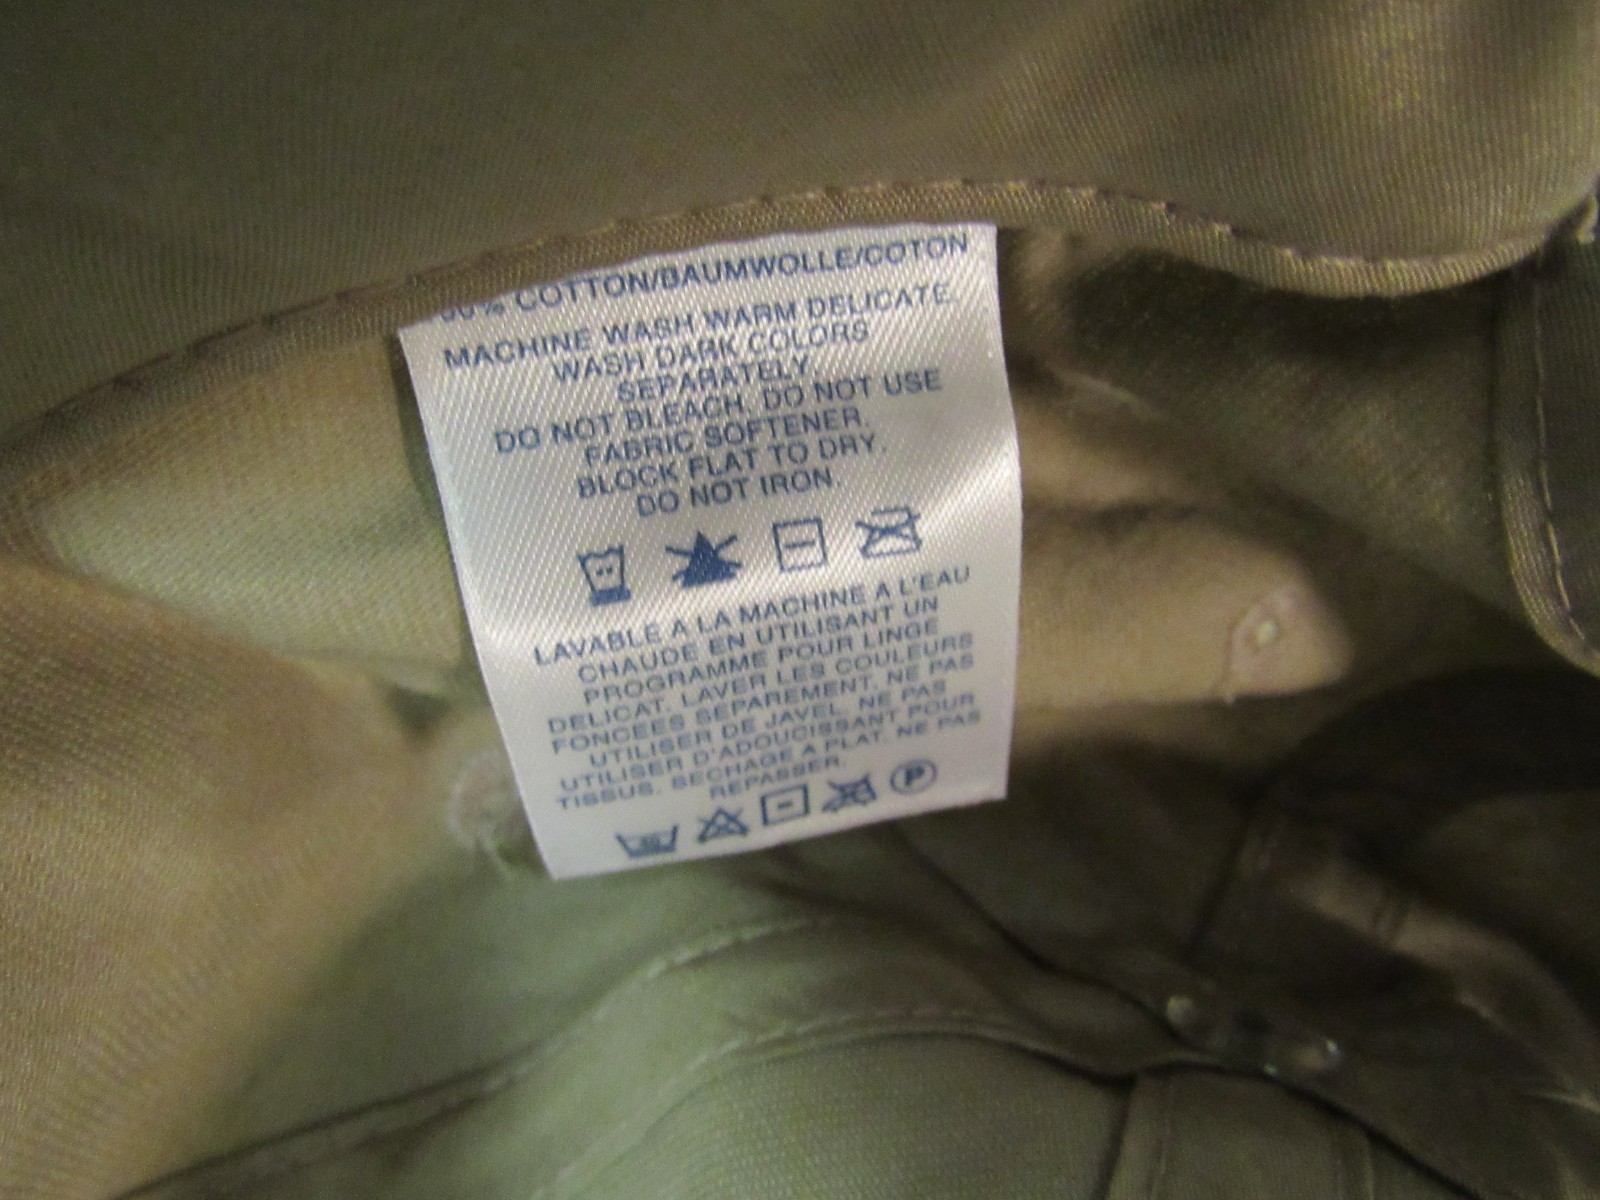 % COTTON/BAUMWOLLE/COTON
MACHINE WASH WARM DELICATE.
WASH DARK COLORS
SEPARATELY.
DO NOT BLEACH. DO NOT USE
FABRIC SOFTENER.
BLOCK FLAT TO DRY.
DO NOT IRON.
LAVABLE A LA MACHINE A L'EAU
CHAUDE EN UTILISANT UN
PROGRAMME POUR LINGE
DELICAT. LAVER LES COULEURS
FONCEES SEPAREMENT. NE PAS
UTILISER DE JAVEL. NE PAS
UTILISER D'ADOUCISSANT POUR
TISSUS. SECHAGE A PLAT. NE PAS
REPASSER.
P